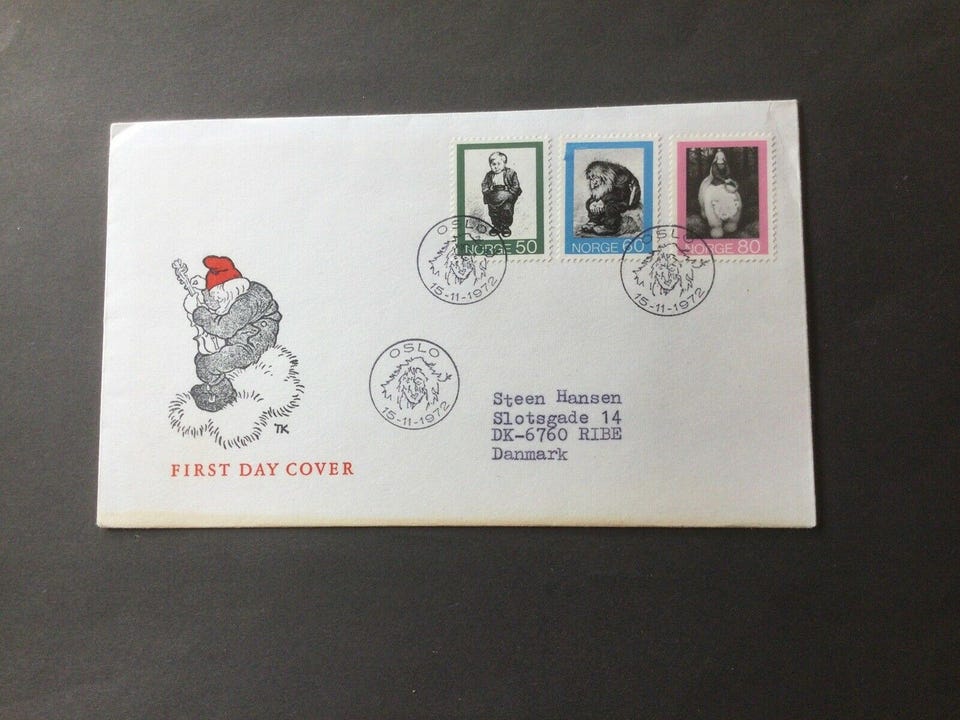 NORGE 50
NORGE 60
NORGE 80
OSLO
15-11-1972
OSLO
15-11-1972
OSLO
15-11-1972
TK
FIRST DAY COVER
Steen Hansen
Slotsgade 14
DK-6760 RIBE
Danmark